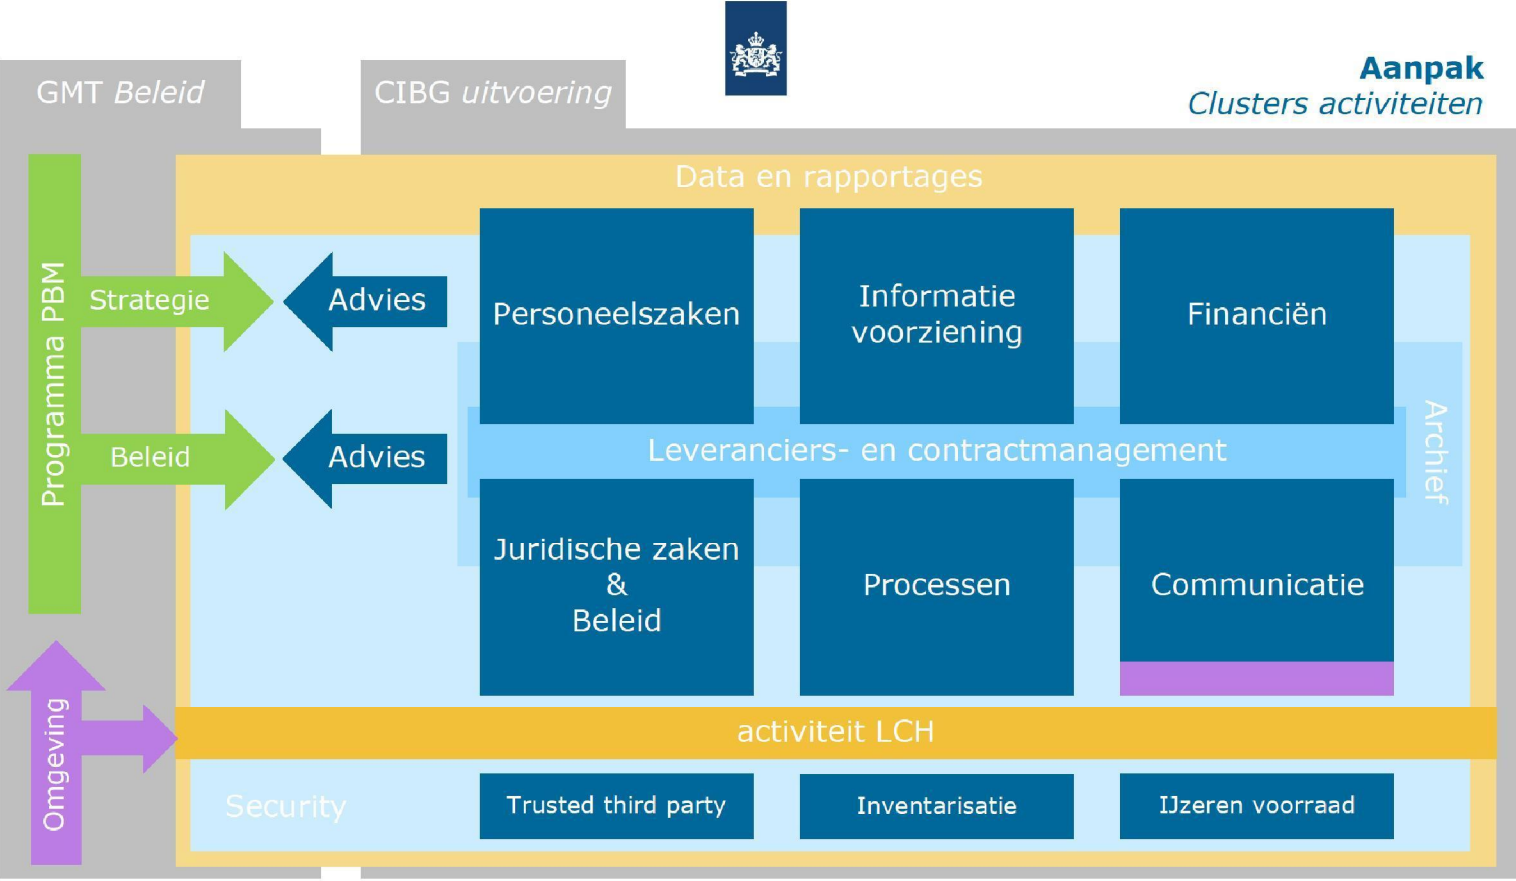 Aanpak
Clusters activiteiten
GMT Beleid
CIBG uitvoering
Data en rapportages
Programma PBM
Strategie
Advies
Beleid
Advies
Personeelszaken
Informatie
voorziening
Financiën
Leveranciers- en contractmanagement
Archief
Juridische zaken
&
Beleid
Processen
Communicatie
Omgeving
activiteit LCH
Security
Trusted third party
Inventarisatie
IJzeren voorraad